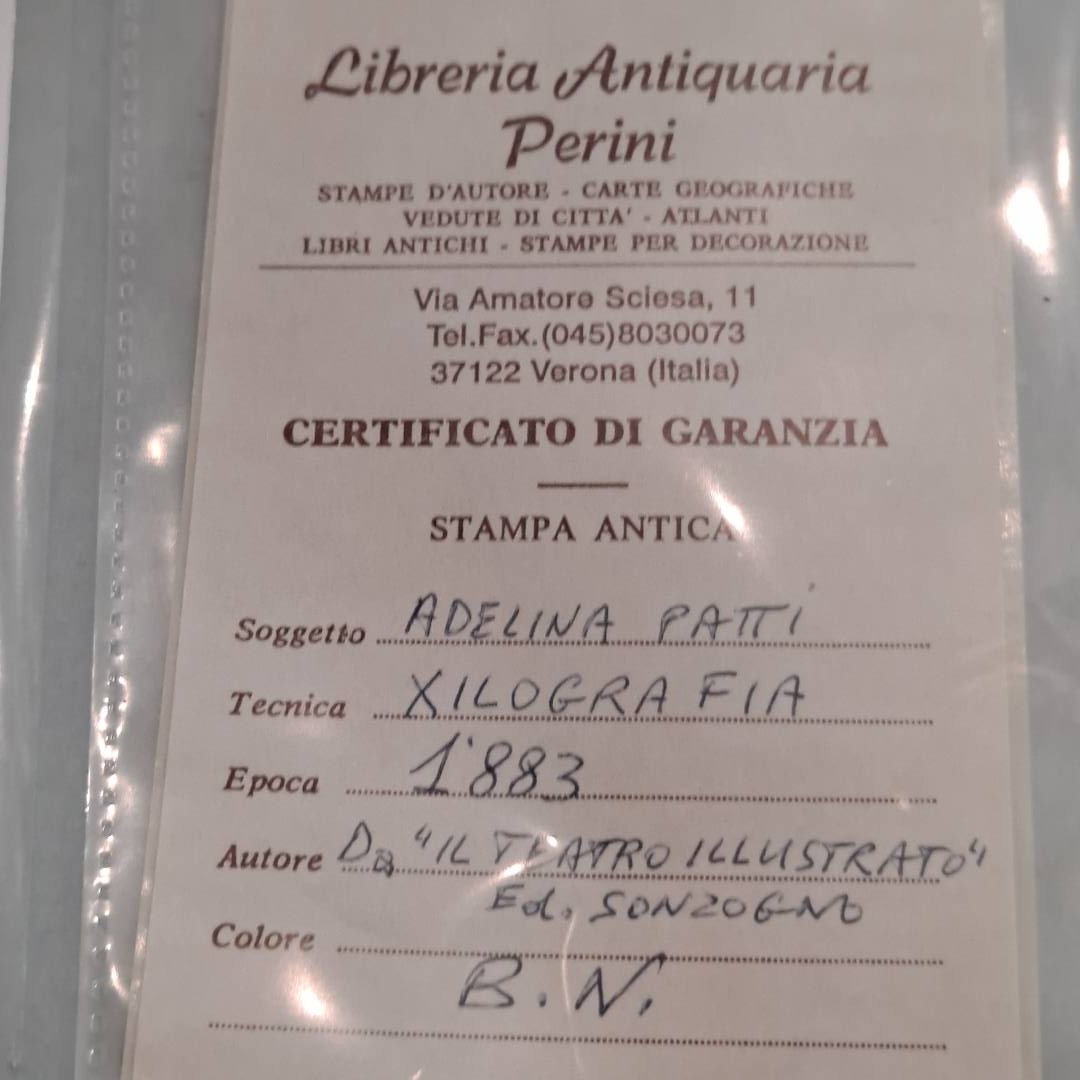 Libreria Antiquaria
Perini
STAMPE D'AUTORE - CARTE GEOGRAFICHE
VEDUTE DI CITTA' - ATLANTI
LIBRI ANTICHI - STAMPE PER DECORAZIONE
Via Amatore Sciesa, 11
Tel.Fax.(045)8030073
37122 Verona (Italia)
CERTIFICATO DI GARANZIA
STAMPA ANTICA
Soggetto ADELINA PATTI
Tecnica XILOGRAFIA
Epoca 1'883
Autore Da "IL TEATRO ILLUSTRATO"
Ed. SONZOGNO
Colore
B.N.